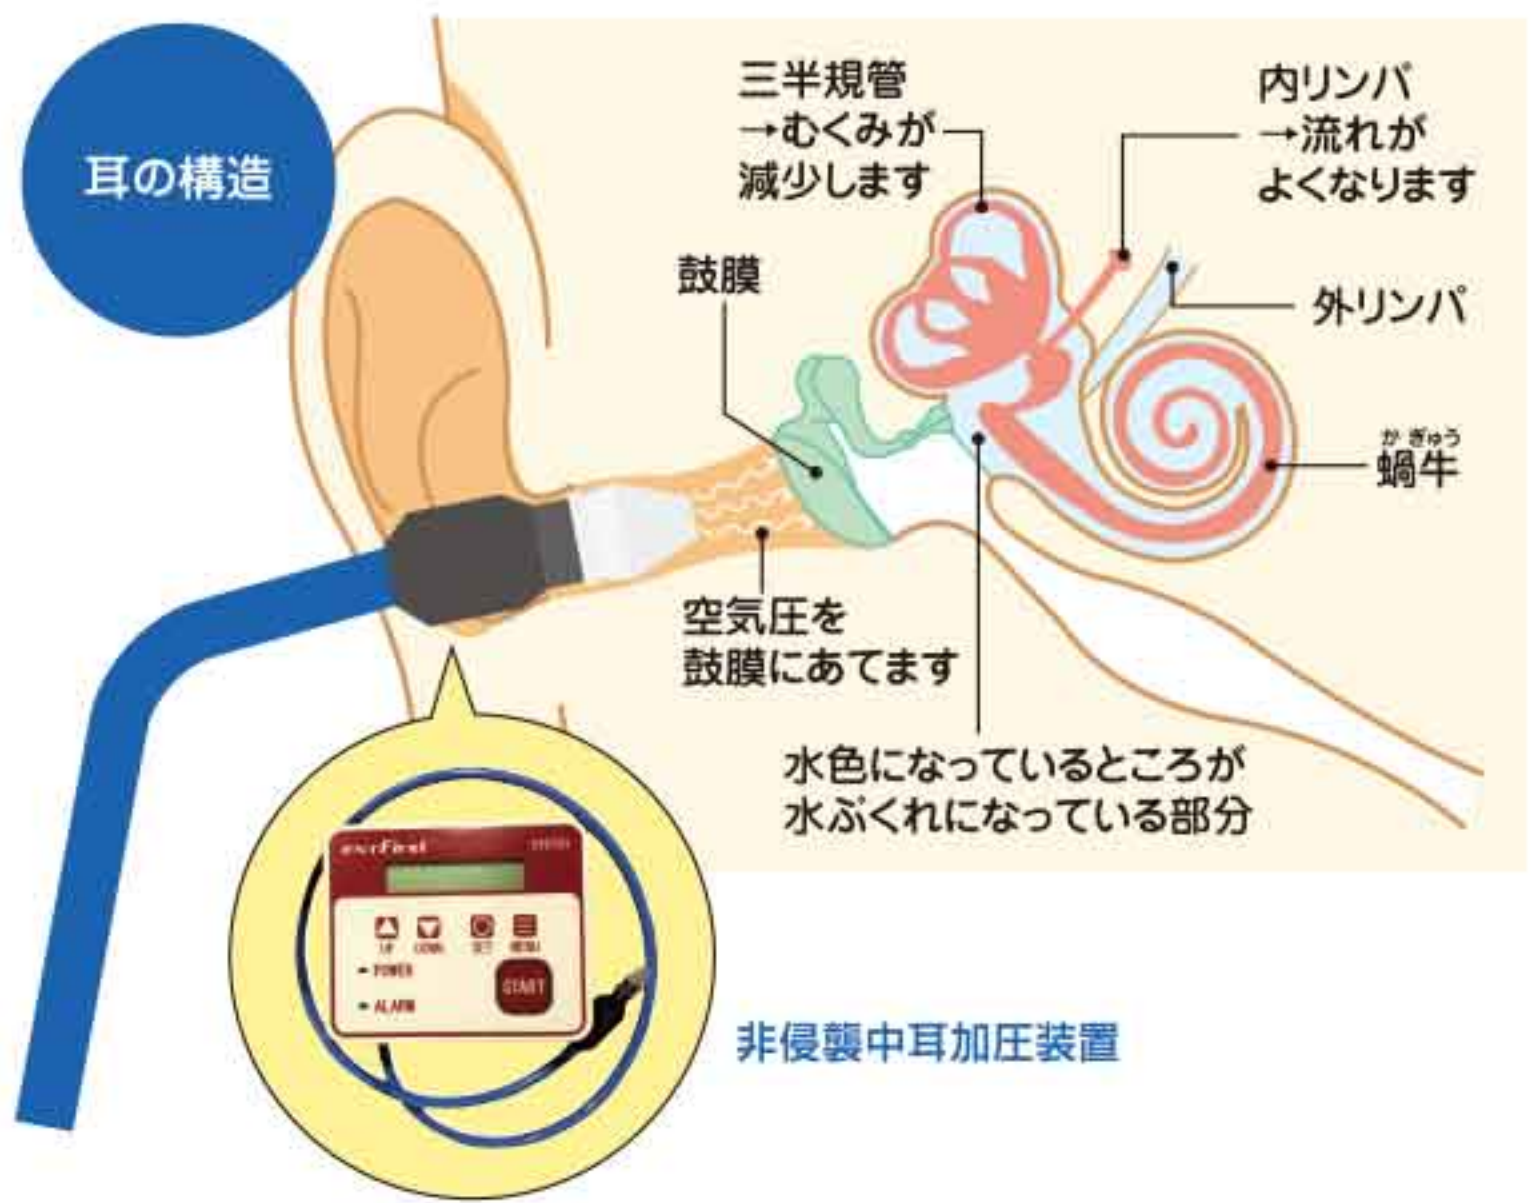 耳の構造
三半規管
→むくみが
減少します
内リンパ
→流れが
よくなります
鼓膜
外リンパ
かぎゅう
蝸牛
空気圧を
鼓膜にあてます
水色になっているところが
水ぶくれになっている部分
UP DOWN SET MENU
POWER
START
ALARM
非侵襲中耳加圧装置